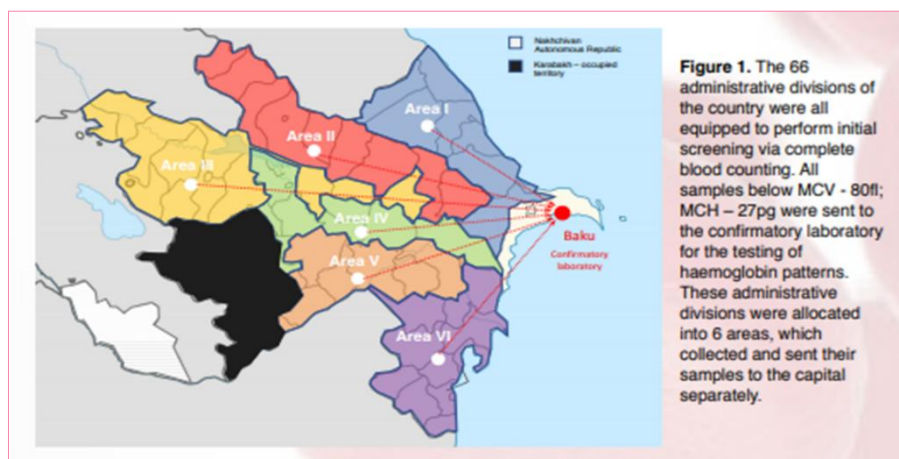 Nakhchivan
Autonomous Republic
Karabakh – occupied
territory
Area I
Area II
Area III
Area IV
Area V
Area VI
Baku
Confirmatory
laboratory
Figure 1. The 66
administrative divisions of
the country were all
equipped to perform initial
screening via complete
blood counting. All
samples below MCV - 80fl;
MCH – 27pg were sent to
the confirmatory laboratory
for the testing of
haemoglobin patterns.
These administrative
divisions were allocated
into 6 areas, which
collected and sent their
samples to the capital
separately.